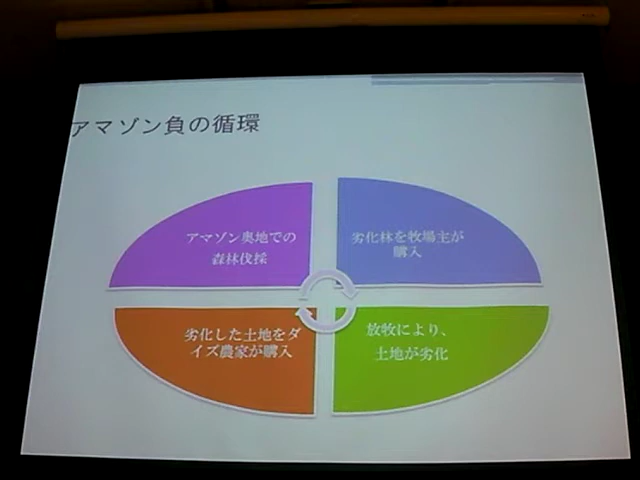 アマゾン負の循環
アマゾン奥地での
森林伐採
劣化林を牧場主が
購入
劣化した土地をダ
イズ農家が購入
放牧により、
土地が劣化